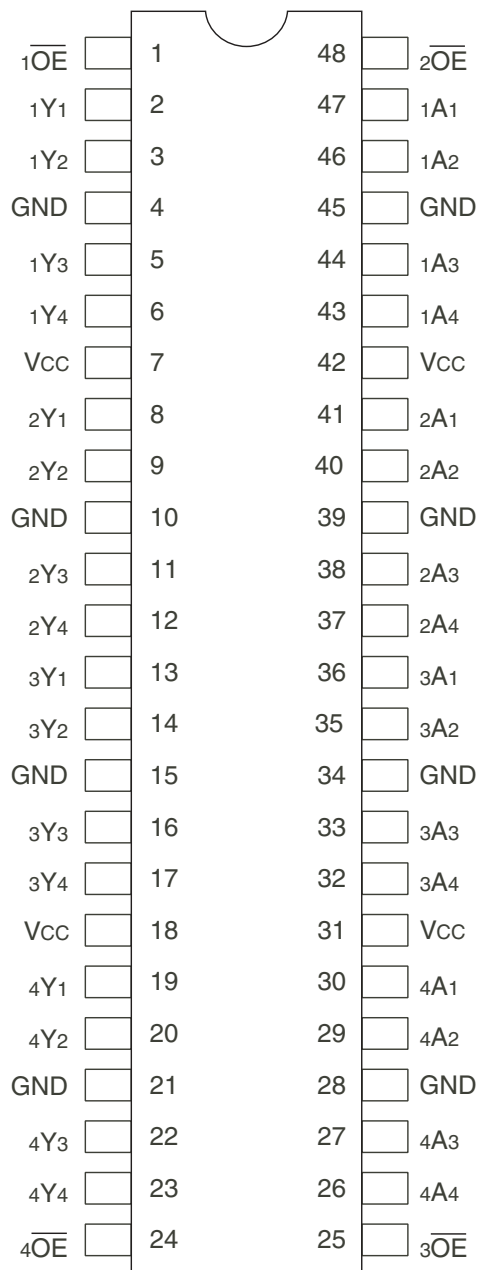 1OE 1 48 2OE
1Y1 2 47 1A1
1Y2 3 46 1A2
GND 4 45 GND
1Y3 5 44 1A3
1Y4 6 43 1A4
VCC 7 42 VCC
2Y1 8 41 2A1
2Y2 9 40 2A2
GND 10 39 GND
2Y3 11 38 2A3
2Y4 12 37 2A4
3Y1 13 36 3A1
3Y2 14 35 3A2
GND 15 34 GND
3Y3 16 33 3A3
3Y4 17 32 3A4
VCC 18 31 VCC
4Y1 19 30 4A1
4Y2 20 29 4A2
GND 21 28 GND
4Y3 22 27 4A3
4Y4 23 26 4A4
4OE 24 25 3OE